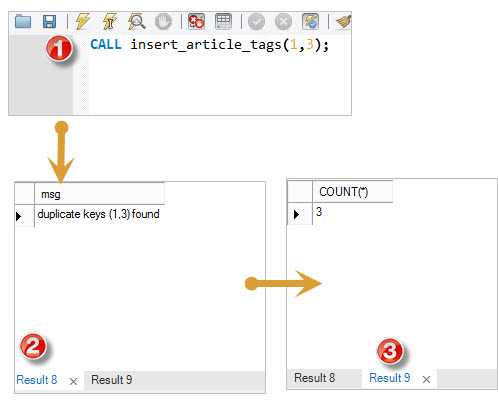 1
CALL insert_article_tags(1,3);
msg
duplicate keys (1,3) found
2
Result 8 × Result 9
COUNT(*)
3
3
Result 8 Result 9 ×